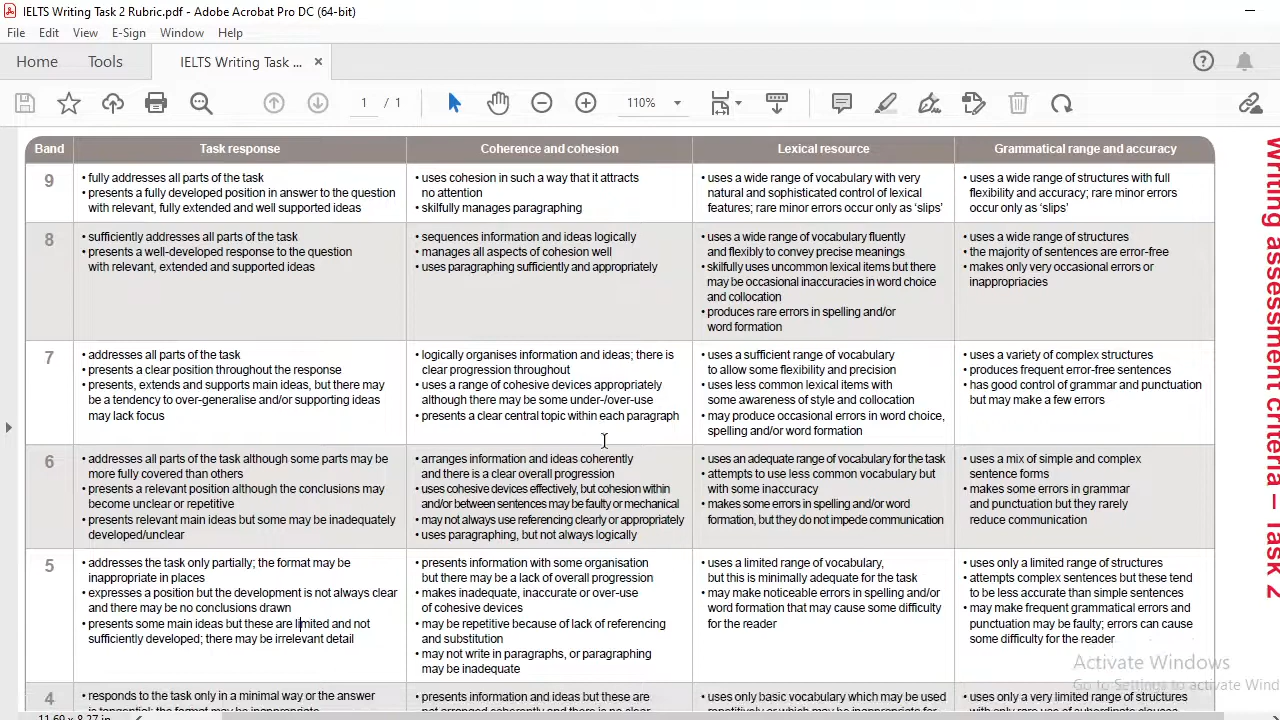 IELTS Writing Task 2 Rubric.pdf - Adobe Acrobat Pro DC (64-bit)
File Edit View E-Sign Window Help
Home Tools IELTS Writing Task ... ×
1 / 1 110%
Band Task response Coherence and cohesion Lexical resource Grammatical range and accuracy
9
• fully addresses all parts of the task
• presents a fully developed position in answer to the question
with relevant, fully extended and well supported ideas
• uses cohesion in such a way that it attracts
no attention
• skilfully manages paragraphing
• uses a wide range of vocabulary with very
natural and sophisticated control of lexical
features; rare minor errors occur only as ‘slips’
• uses a wide range of structures with full
flexibility and accuracy; rare minor errors
occur only as ‘slips’
8
• sufficiently addresses all parts of the task
• presents a well-developed response to the question
with relevant, extended and supported ideas
• sequences information and ideas logically
• manages all aspects of cohesion well
• uses paragraphing sufficiently and appropriately
• uses a wide range of vocabulary fluently
and flexibly to convey precise meanings
• skilfully uses uncommon lexical items but there
may be occasional inaccuracies in word choice
and collocation
• produces rare errors in spelling and/or
word formation
• uses a wide range of structures
• the majority of sentences are error-free
• makes only very occasional errors or
inappropriacies
7
• addresses all parts of the task
• presents a clear position throughout the response
• presents, extends and supports main ideas, but there may
be a tendency to over-generalise and/or supporting ideas
may lack focus
• logically organises information and ideas; there is
clear progression throughout
• uses a range of cohesive devices appropriately
although there may be some under-/over-use
• presents a clear central topic within each paragraph
• uses a sufficient range of vocabulary
to allow some flexibility and precision
• uses less common lexical items with
some awareness of style and collocation
• may produce occasional errors in word choice,
spelling and/or word formation
• uses a variety of complex structures
• produces frequent error-free sentences
• has good control of grammar and punctuation
but may make a few errors
6
• addresses all parts of the task although some parts may be
more fully covered than others
• presents a relevant position although the conclusions may
become unclear or repetitive
• presents relevant main ideas but some may be inadequately
developed/unclear
• arranges information and ideas coherently
and there is a clear overall progression
• uses cohesive devices effectively, but cohesion within
and/or between sentences may be faulty or mechanical
• may not always use referencing clearly or appropriately
• uses paragraphing, but not always logically
• uses an adequate range of vocabulary for the task
• attempts to use less common vocabulary but
with some inaccuracy
• makes some errors in spelling and/or word
formation, but they do not impede communication
• uses a mix of simple and complex
sentence forms
• makes some errors in grammar
and punctuation but they rarely
reduce communication
5
• addresses the task only partially; the format may be
inappropriate in places
• expresses a position but the development is not always clear
and there may be no conclusions drawn
• presents some main ideas but these are limited and not
sufficiently developed; there may be irrelevant detail
• presents information with some organisation
but there may be a lack of overall progression
• makes inadequate, inaccurate or over-use
of cohesive devices
• may be repetitive because of lack of referencing
and substitution
• may not write in paragraphs, or paragraphing
may be inadequate
• uses a limited range of vocabulary,
but this is minimally adequate for the task
• may make noticeable errors in spelling and/or
word formation that may cause some difficulty
for the reader
• uses only a limited range of structures
• attempts complex sentences but these tend
to be less accurate than simple sentences
• may make frequent grammatical errors and
punctuation may be faulty; errors can cause
some difficulty for the reader
4
• responds to the task only in a minimal way or the answer
• presents information and ideas but these are
• uses only basic vocabulary which may be used
• uses only a very limited range of structures
Writing assessment criteria – Task 2
Activate Windows
Go to Settings to activate Wind